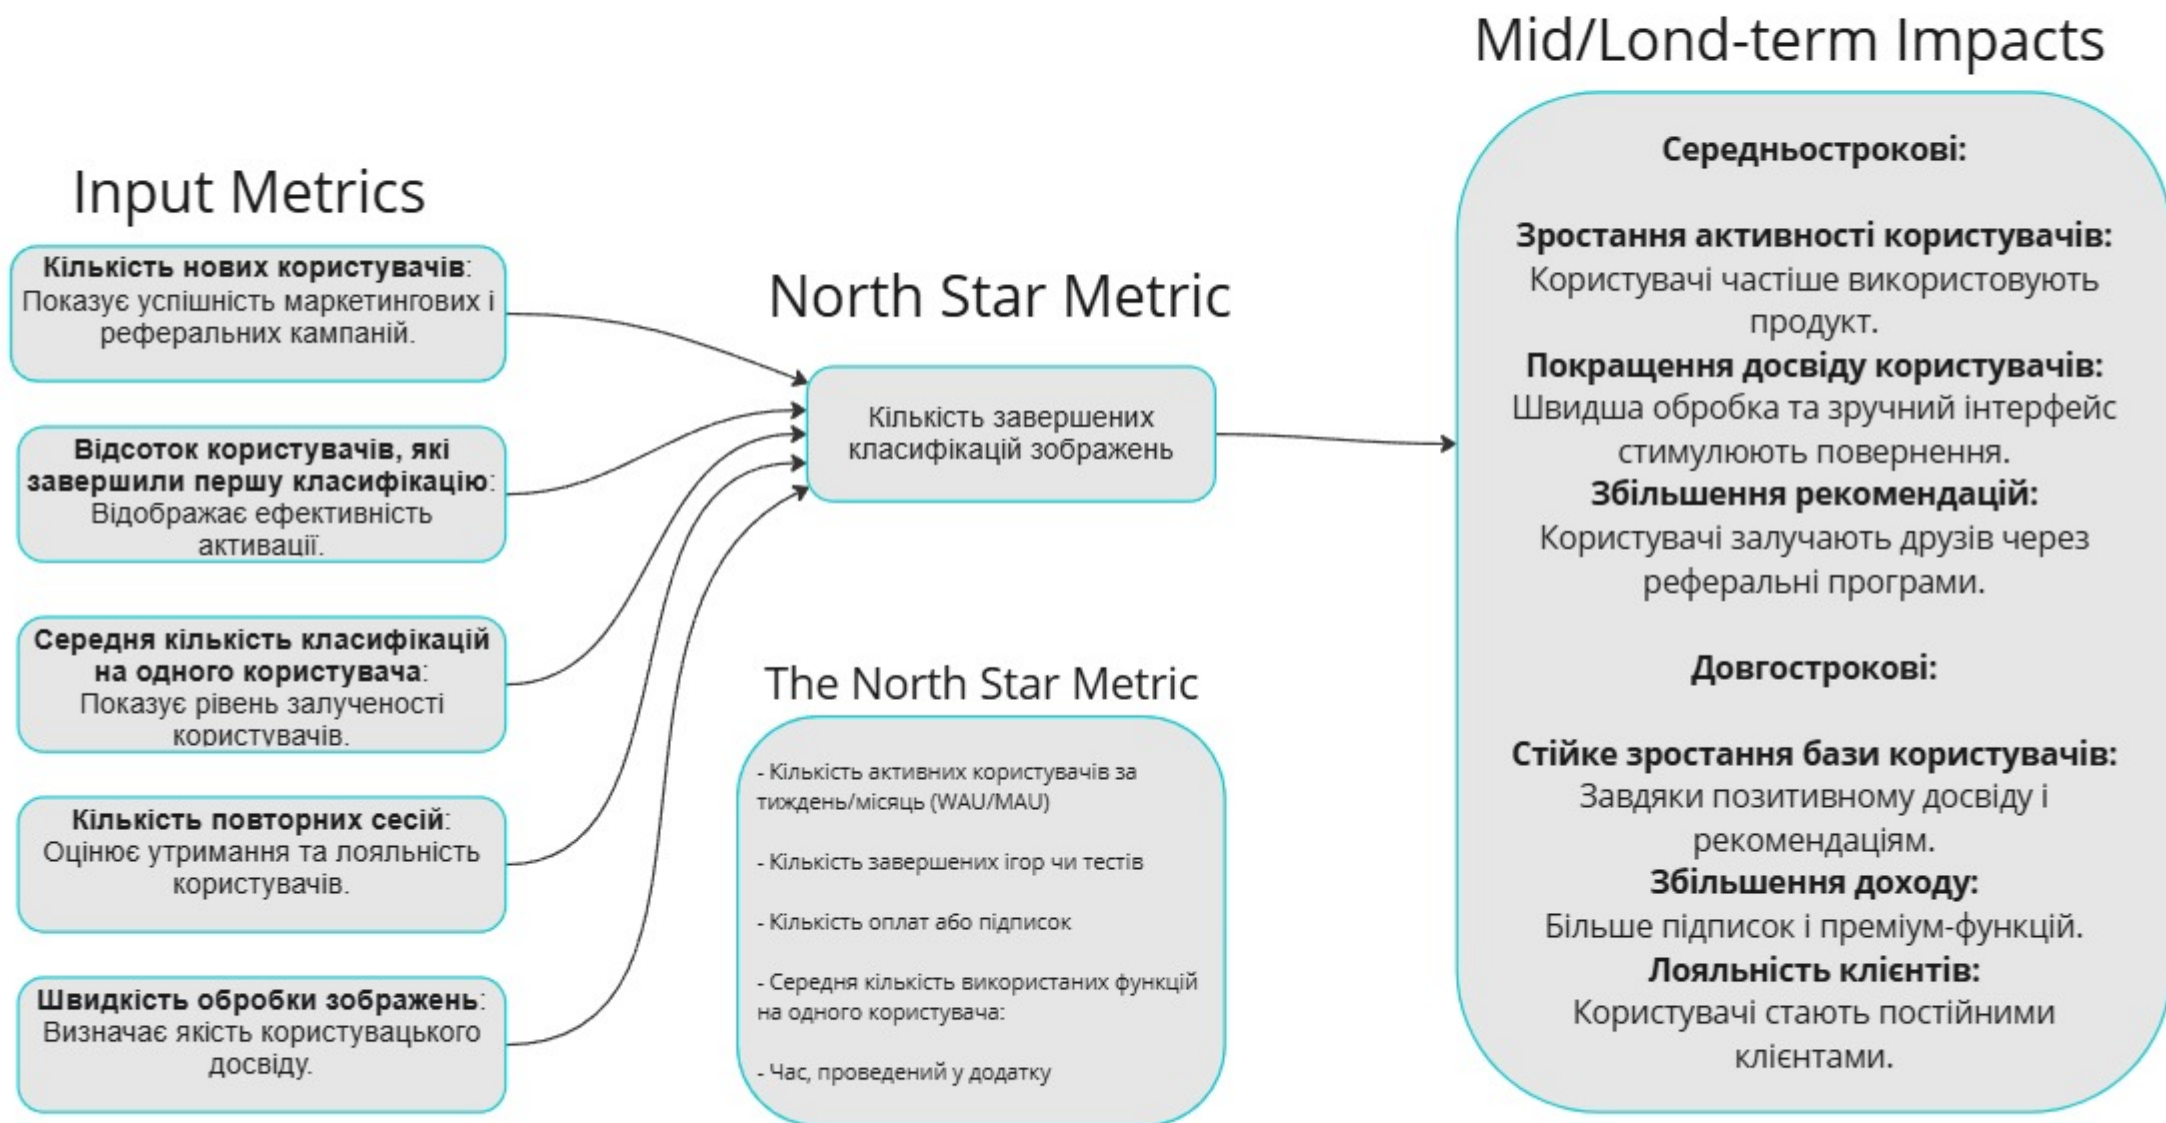 Mid/Lond-term Impacts
Input Metrics
Кількість нових користувачів:
Показує успішність маркетингових і
реферальних кампаній.
Відсоток користувачів, які
завершили першу класифікацію:
Відображає ефективність
активації.
Середня кількість класифікацій
на одного користувача:
Показує рівень залученості
користувачів.
Кількість повторних сесій:
Оцінює утримання та лояльність
користувачів.
Швидкість обробки зображень:
Визначає якість користувацького
досвіду.
North Star Metric
Кількість завершених
класифікацій зображень
The North Star Metric
- Кількість активних користувачів за
тиждень/місяць (WAU/MAU)
- Кількість завершених ігор чи тестів
- Кількість оплат або підписок
- Середня кількість використаних функцій
на одного користувача:
- Час, проведений у додатку
Середньострокові:
Зростання активності користувачів:
Користувачі частіше використовують
продукт.
Покращення досвіду користувачів:
Швидша обробка та зручний інтерфейс
стимулюють повернення.
Збільшення рекомендацій:
Користувачі залучають друзів через
реферальні програми.
Довгострокові:
Стійке зростання бази користувачів:
Завдяки позитивному досвіду і
рекомендаціям.
Збільшення доходу:
Більше підписок і преміум-функцій.
Лояльність клієнтів:
Користувачі стають постійними
клієнтами.